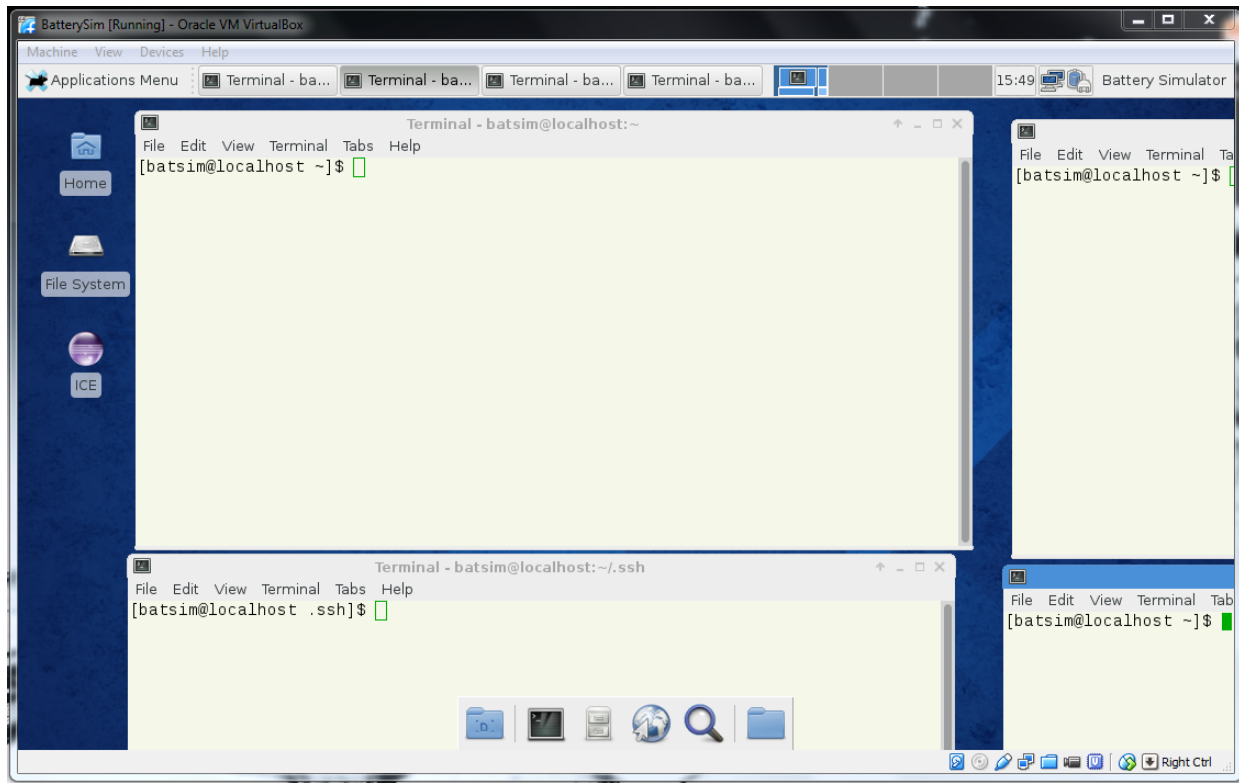 BatterySim [Running] - Oracle VM VirtualBox
Machine View Devices Help
Applications Menu Terminal - ba... Terminal - ba... Terminal - ba... Terminal - ba... 15:49 Battery Simulator
Terminal - batsim@localhost:~
File Edit View Terminal Tabs Help
[batsim@localhost ~]$
File Edit View Terminal Ta
[batsim@localhost ~]$
Home
File System
ICE
Terminal - batsim@localhost:~/.ssh
File Edit View Terminal Tabs Help
[batsim@localhost .ssh]$
File Edit View Terminal Tab
[batsim@localhost ~]$
Right Ctrl